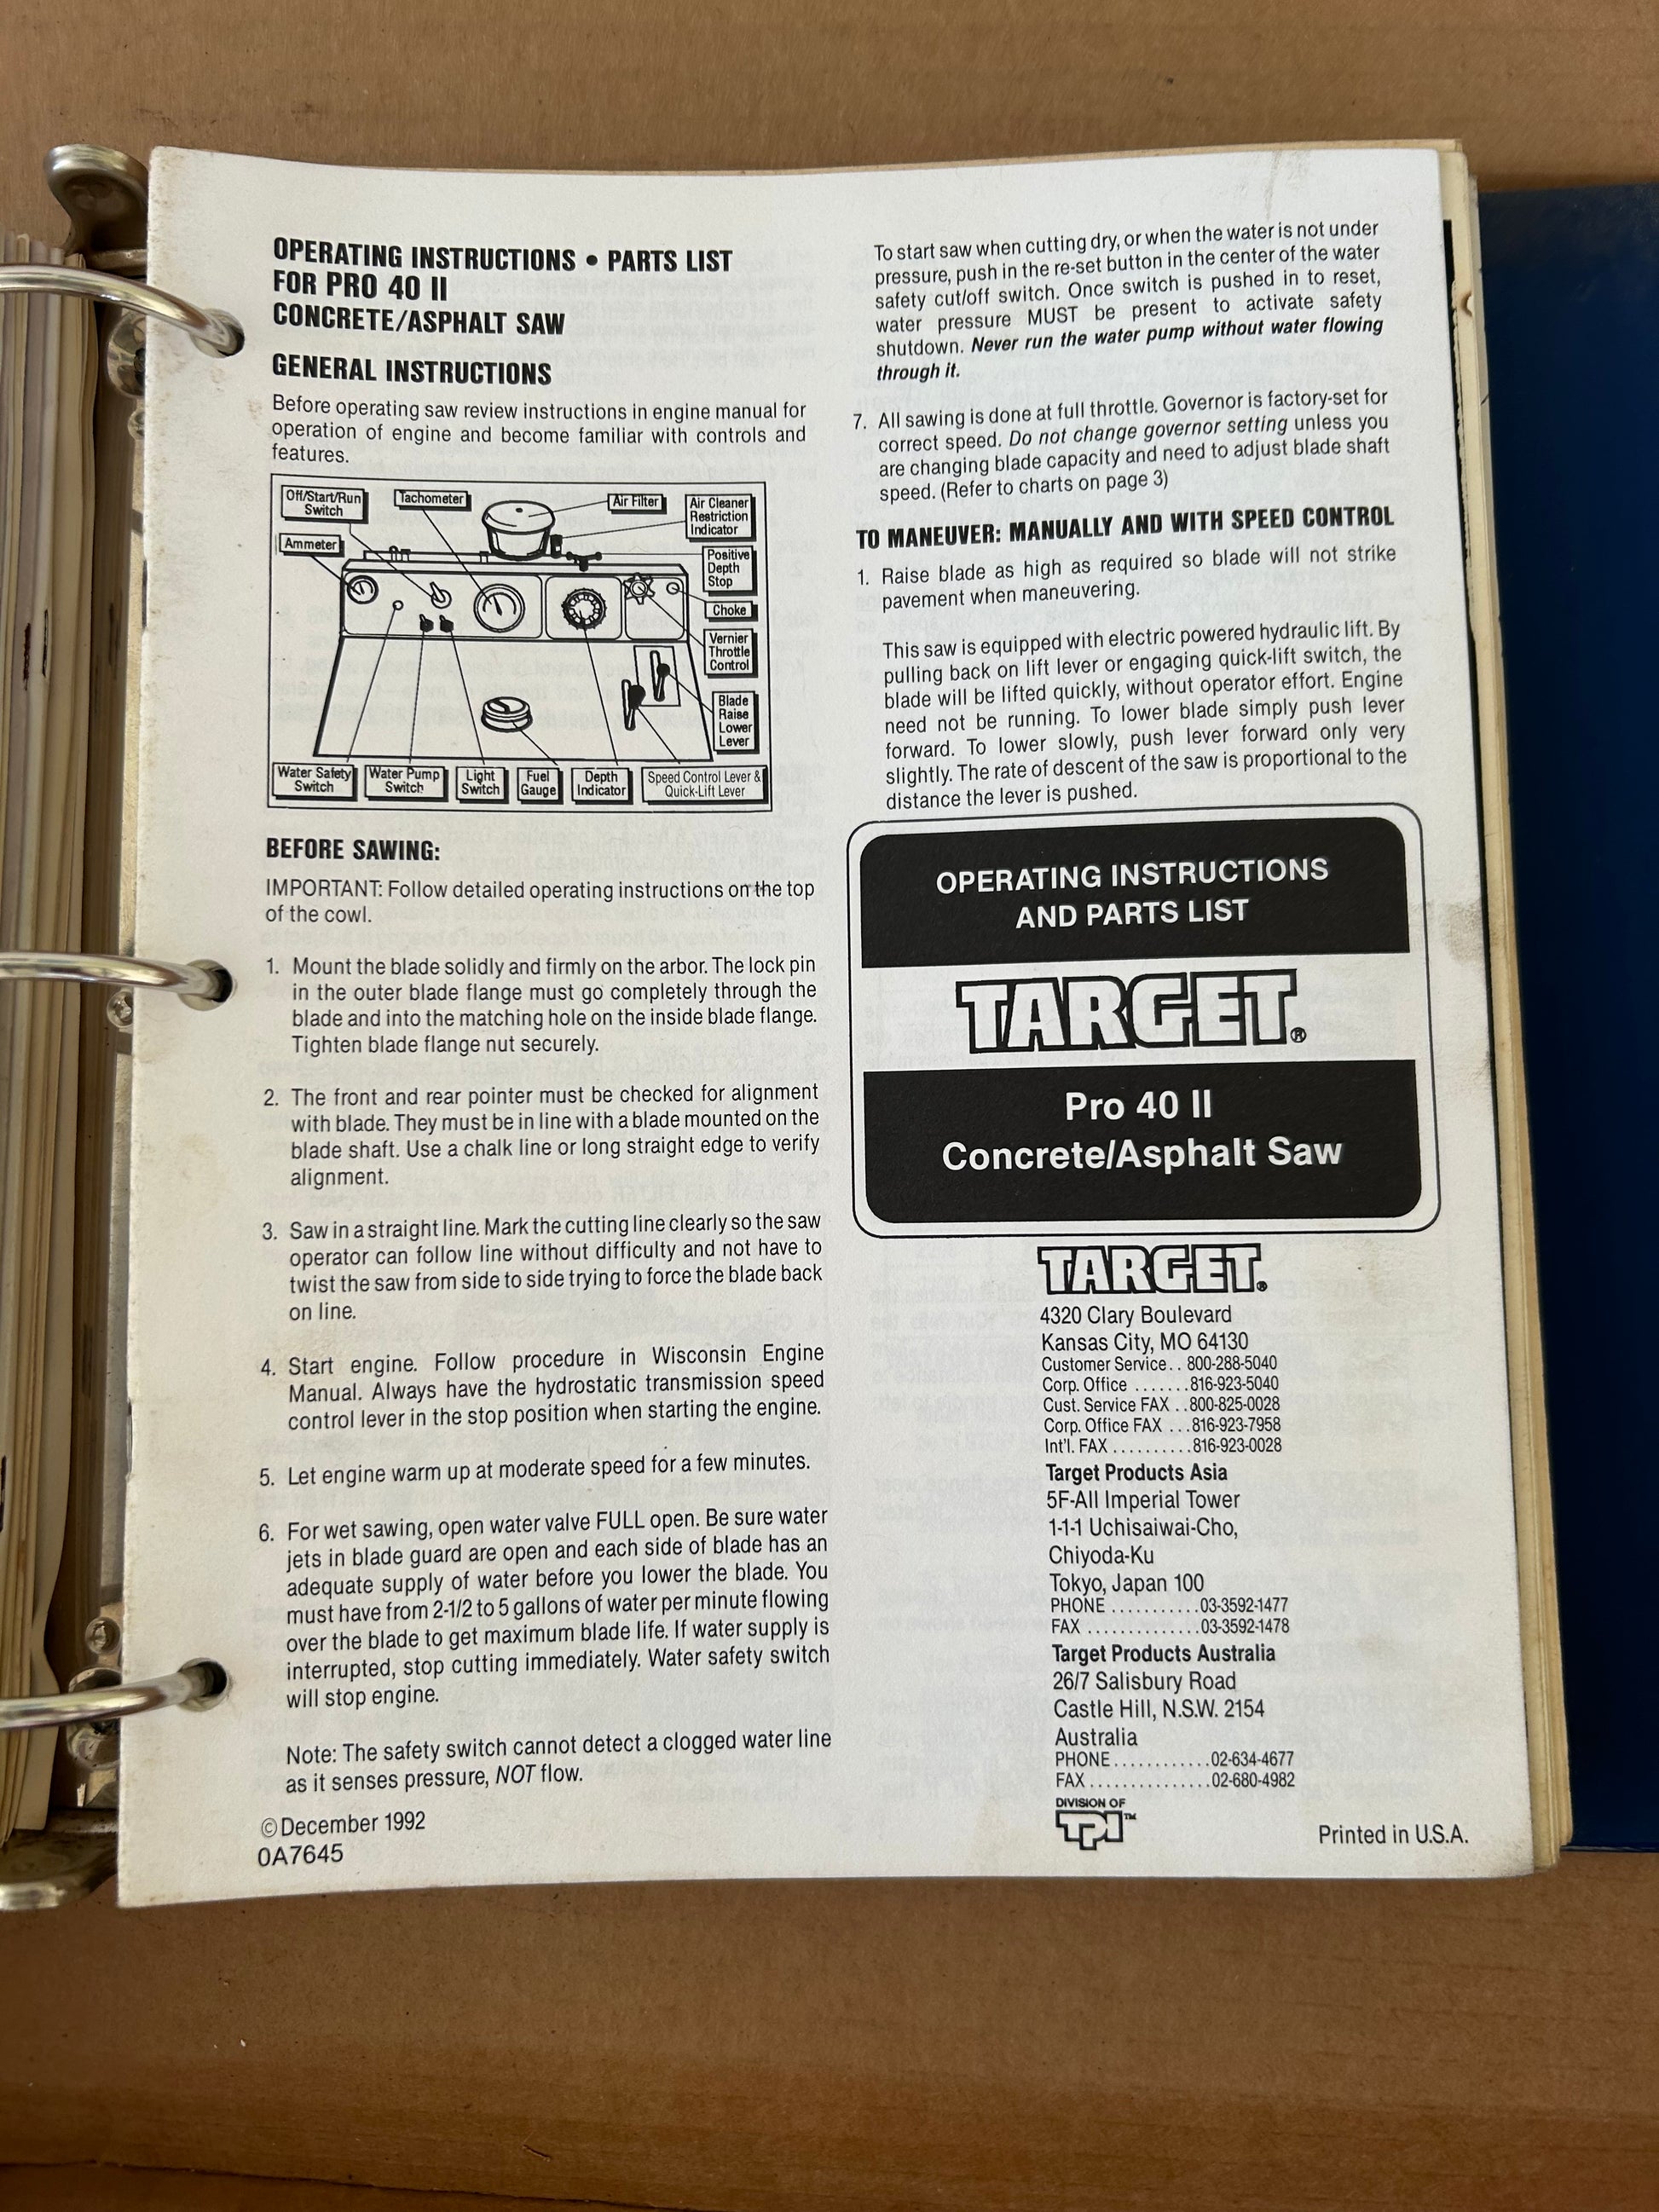 OPERATING INSTRUCTIONS • PARTS LIST
FOR PRO 40 II
CONCRETE/ASPHALT SAW
GENERAL INSTRUCTIONS
Before operating saw review instructions in engine manual for
operation of engine and become familiar with controls and
features.
Off/Start/Run
Switch
Tachometer
Air Filter
Air Cleaner
Restriction
Indicator
Ammeter
Positive
Depth
Stop
Choke
Vernier
Throttle
Control
Blade
Raise
Lower
Lever
Water Safety
Switch
Water Pump
Switch
Light
Switch
Fuel
Gauge
Depth
Indicator
Speed Control Lever &
Quick-Lift Lever
BEFORE SAWING:
IMPORTANT: Follow detailed operating instructions on the top
of the cowl.
1. Mount the blade solidly and firmly on the arbor. The lock pin
in the outer blade flange must go completely through the
blade and into the matching hole on the inside blade flange.
Tighten blade flange nut securely.
2. The front and rear pointer must be checked for alignment
with blade. They must be in line with a blade mounted on the
blade shaft. Use a chalk line or long straight edge to verify
alignment.
3. Saw in a straight line. Mark the cutting line clearly so the saw
operator can follow line without difficulty and not have to
twist the saw from side to side trying to force the blade back
on line.
4. Start engine. Follow procedure in Wisconsin Engine
Manual. Always have the hydrostatic transmission speed
control lever in the stop position when starting the engine.
5. Let engine warm up at moderate speed for a few minutes.
6. For wet sawing, open water valve FULL open. Be sure water
jets in blade guard are open and each side of blade has an
adequate supply of water before you lower the blade. You
must have from 2-1/2 to 5 gallons of water per minute flowing
over the blade to get maximum blade life. If water supply is
interrupted, stop cutting immediately. Water safety switch
will stop engine.
Note: The safety switch cannot detect a clogged water line
as it senses pressure, NOT flow.
©December 1992
0A7645
To start saw when cutting dry, or when the water is not under
pressure, push in the re-set button in the center of the water
safety cut/off switch. Once switch is pushed in to reset,
water pressure MUST be present to activate safety
shutdown. Never run the water pump without water flowing
through it.
7. All sawing is done at full throttle. Governor is factory-set for
correct speed. Do not change governor setting unless you
are changing blade capacity and need to adjust blade shaft
speed. (Refer to charts on page 3)
TO MANEUVER: MANUALLY AND WITH SPEED CONTROL
1. Raise blade as high as required so blade will not strike
pavement when maneuvering.
This saw is equipped with electric powered hydraulic lift. By
pulling back on lift lever or engaging quick-lift switch, the
blade will be lifted quickly, without operator effort. Engine
need not be running. To lower blade simply push lever
forward. To lower slowly, push lever forward only very
slightly. The rate of descent of the saw is proportional to the
distance the lever is pushed.
OPERATING INSTRUCTIONS
AND PARTS LIST
TARGET®
Pro 40 II
Concrete/Asphalt Saw
TARGET®
4320 Clary Boulevard
Kansas City, MO 64130
Customer Service.. 800-288-5040
Corp. Office .......816-923-5040
Cust. Service FAX ..800-825-0028
Corp. Office FAX ...816-923-7958
Int'l. FAX ..........816-923-0028
Target Products Asia
5F-All Imperial Tower
1-1-1 Uchisaiwai-Cho,
Chiyoda-Ku
Tokyo, Japan 100
PHONE ...........03-3592-1477
FAX ..............03-3592-1478
Target Products Australia
26/7 Salisbury Road
Castle Hill, N.S.W. 2154
Australia
PHONE............02-634-4677
FAX ...............02-680-4982
DIVISION OF
TPI™
Printed in U.S.A.